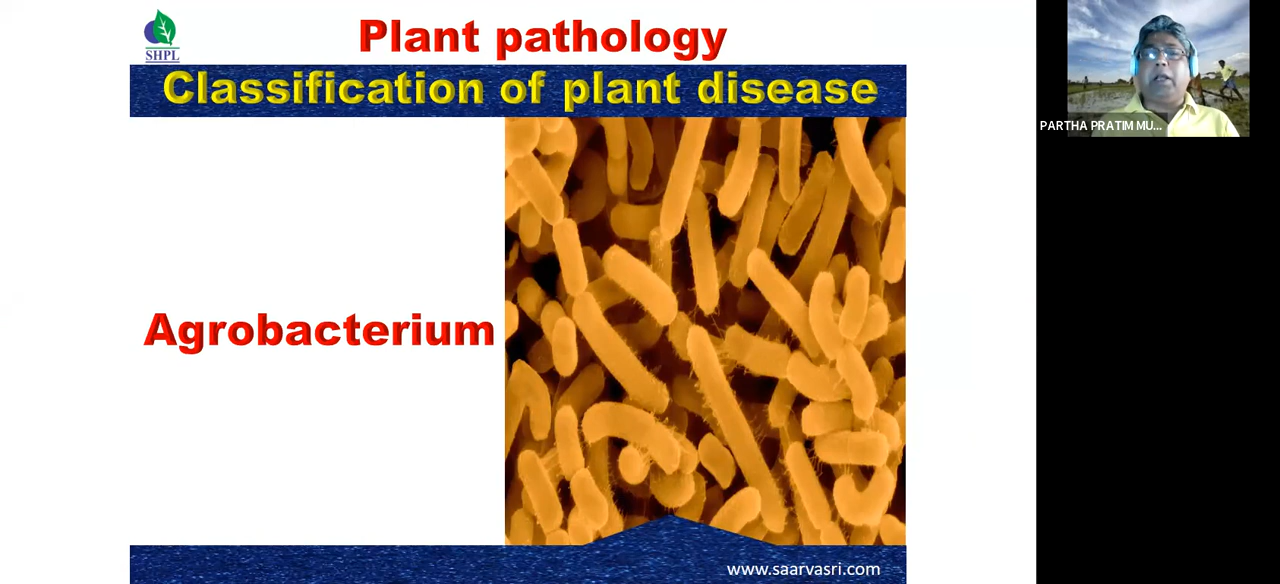 SHPL
Plant pathology
Classification of plant disease
Agrobacterium
www.saarvasri.com
PARTHA PRATIM MU...